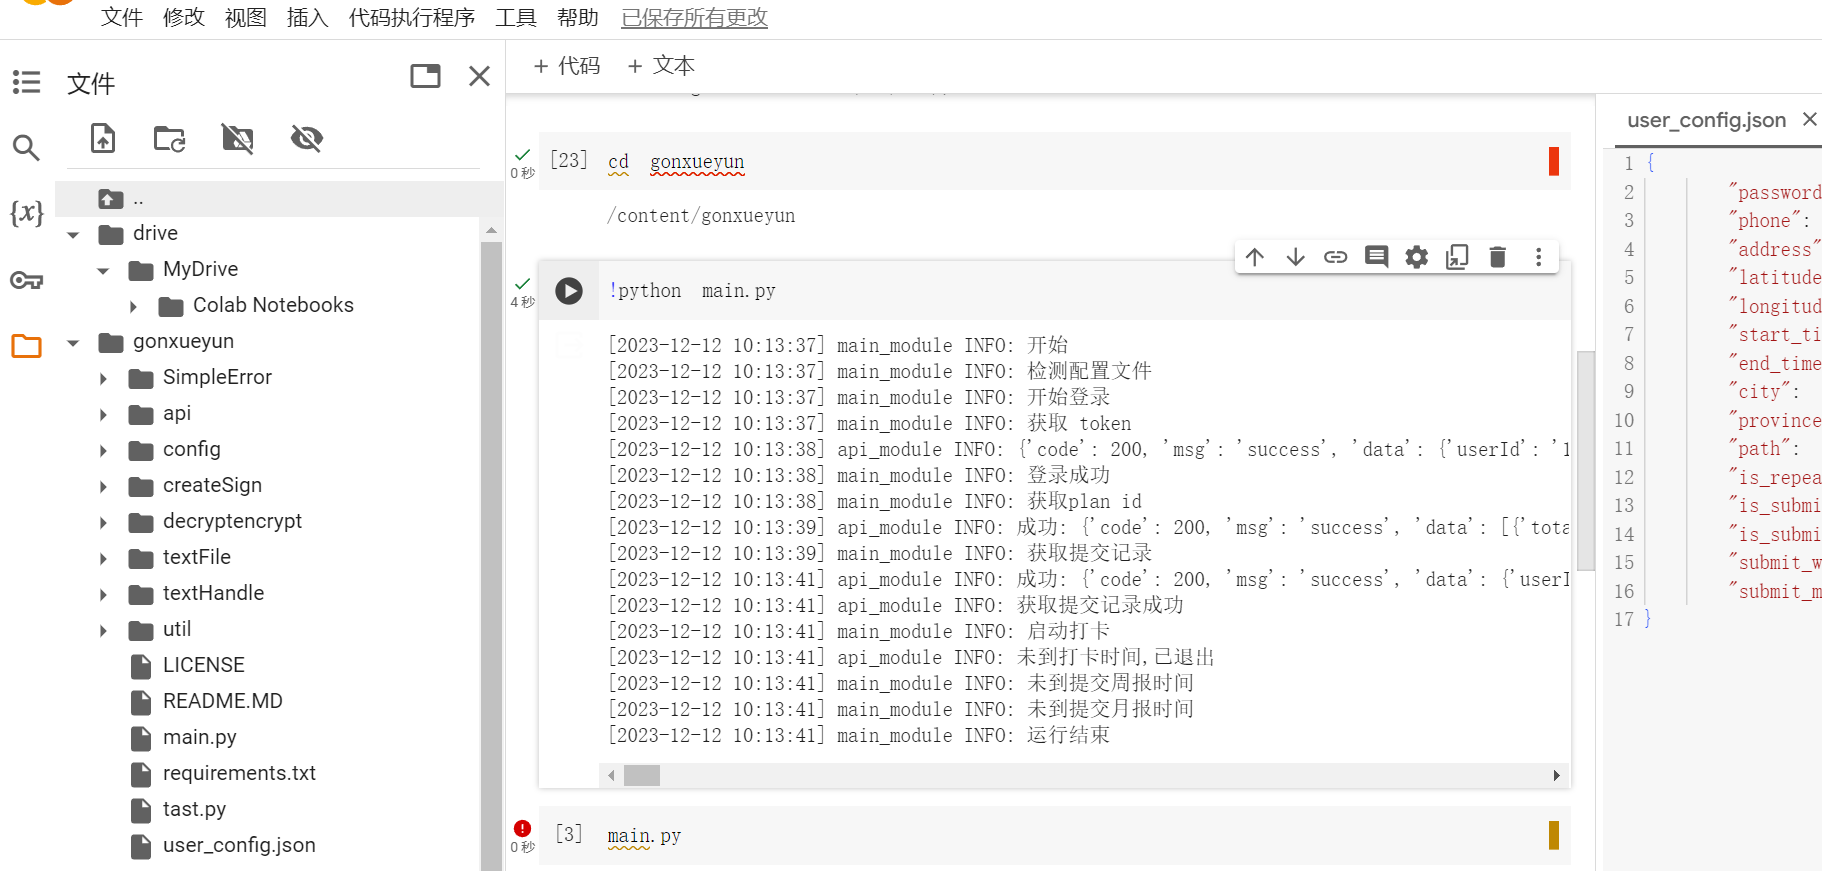 文件 修改 视图 插入 代码执行程序 工具 帮助 已保存所有更改
文件
{x}
..
drive
MyDrive
Colab Notebooks
gonxueyun
SimpleError
api
config
createSign
decryptencrypt
textFile
textHandle
util
LICENSE
README.MD
main.py
requirements.txt
tast.py
user_config.json
+ 代码 + 文本
[23] cd gonxueyun
0 秒
/content/gonxueyun
4 秒
!python main.py
[2023-12-12 10:13:37] main_module INFO: 开始
[2023-12-12 10:13:37] main_module INFO: 检测配置文件
[2023-12-12 10:13:37] main_module INFO: 开始登录
[2023-12-12 10:13:37] main_module INFO: 获取 token
[2023-12-12 10:13:38] api_module INFO: {'code': 200, 'msg': 'success', 'data': {'userId': '1
[2023-12-12 10:13:38] main_module INFO: 登录成功
[2023-12-12 10:13:38] main_module INFO: 获取plan id
[2023-12-12 10:13:39] api_module INFO: 成功: {'code': 200, 'msg': 'success', 'data': [{'tota
[2023-12-12 10:13:39] main_module INFO: 获取提交记录
[2023-12-12 10:13:41] api_module INFO: 成功: {'code': 200, 'msg': 'success', 'data': {'userI
[2023-12-12 10:13:41] api_module INFO: 获取提交记录成功
[2023-12-12 10:13:41] main_module INFO: 启动打卡
[2023-12-12 10:13:41] api_module INFO: 未到打卡时间,已退出
[2023-12-12 10:13:41] main_module INFO: 未到提交周报时间
[2023-12-12 10:13:41] main_module INFO: 未到提交月报时间
[2023-12-12 10:13:41] main_module INFO: 运行结束
[3] main.py
0 秒
user_config.json
1 {
2 "password
3 "phone":
4 "address"
5 "latitude
6 "longitud
7 "start_ti
8 "end_time
9 "city":
10 "province
11 "path":
12 "is_repea
13 "is_submi
14 "is_submi
15 "submit_w
16 "submit_m
17 }